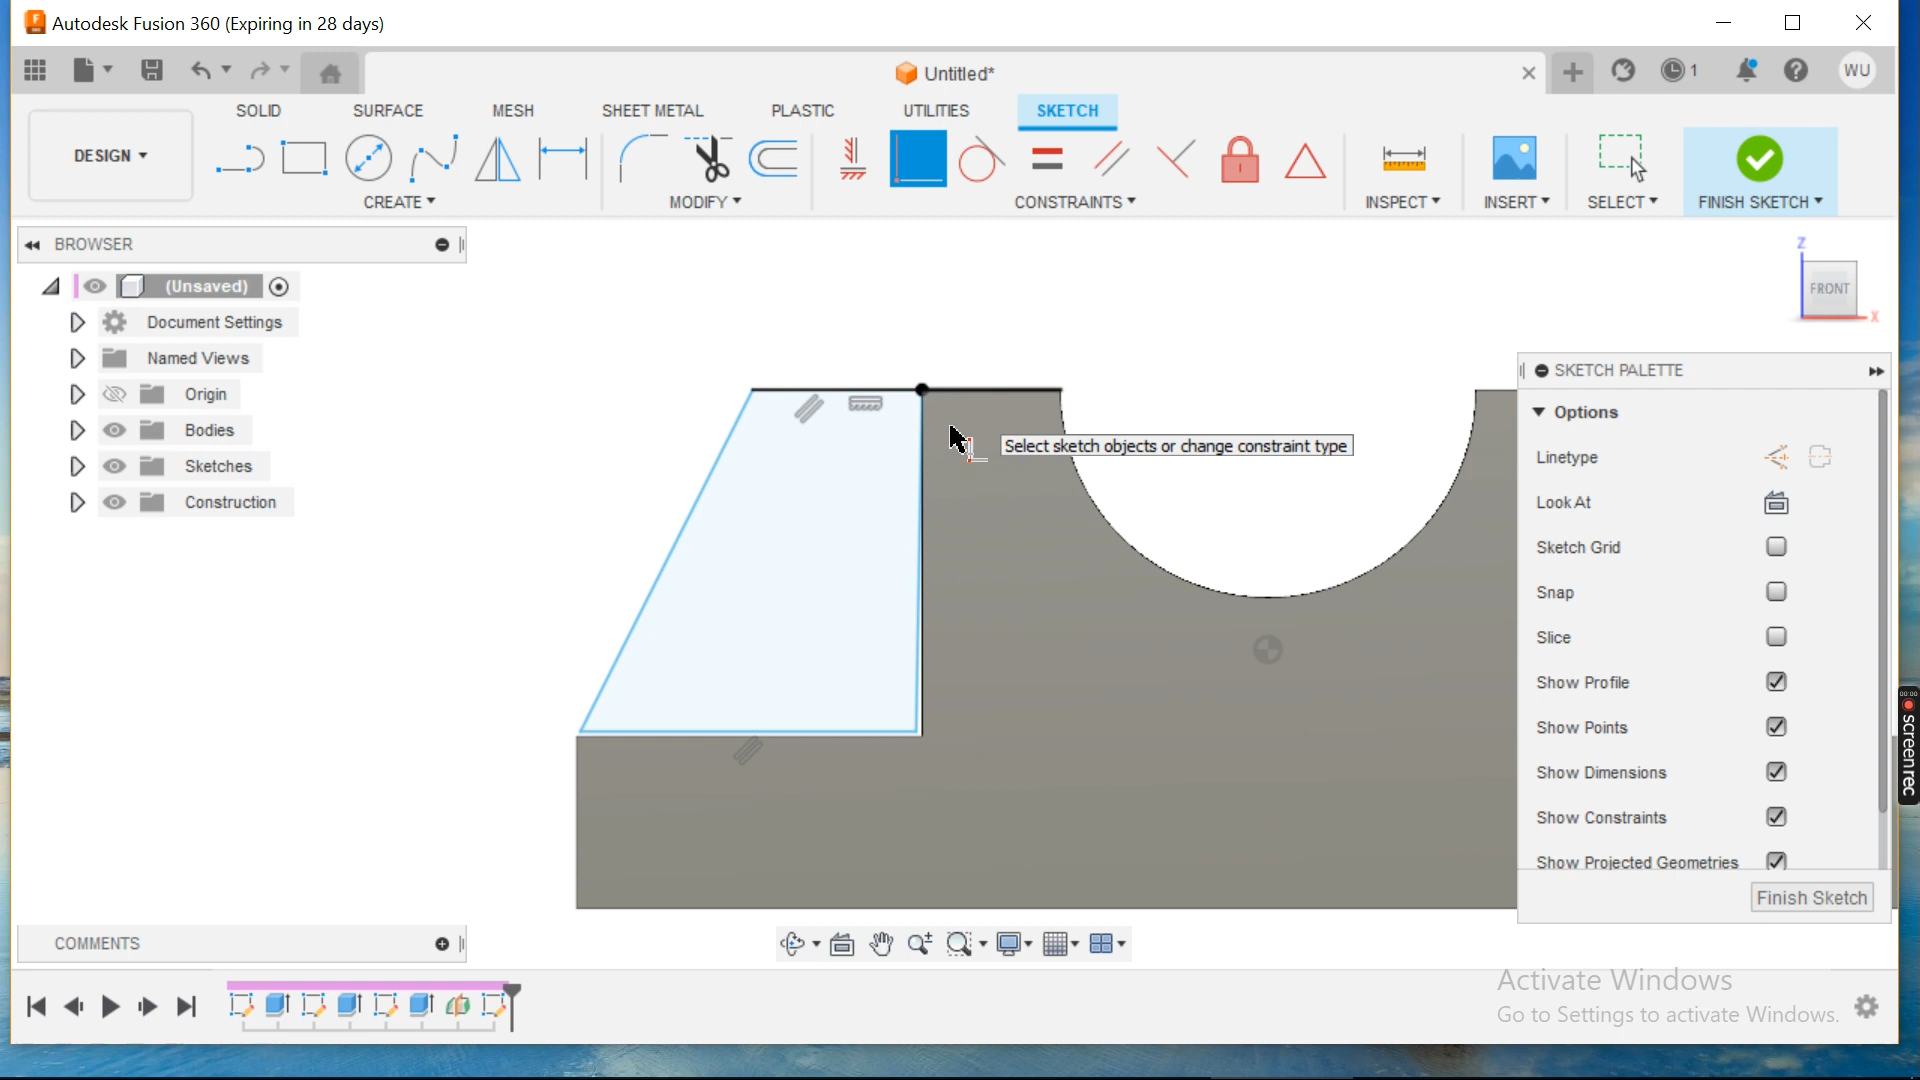 Autodesk Fusion 360 (Expiring in 28 days)
Untitled*
1
WU
SOLID SURFACE MESH SHEET METAL PLASTIC UTILITIES SKETCH
DESIGN
CREATE MODIFY CONSTRAINTS INSPECT INSERT SELECT FINISH SKETCH
BROWSER
(Unsaved)
Document Settings
Named Views
Origin
Bodies
Sketches
Construction
Z
FRONT
X
Select sketch objects or change constraint type
SKETCH PALETTE
Options
Linetype
Look At
Sketch Grid
Snap
Slice
Show Profile
Show Points
Show Dimensions
Show Constraints
Show Projected Geometries
Finish Sketch
00:00
screenrec
COMMENTS
Activate Windows
Go to Settings to activate Windows.